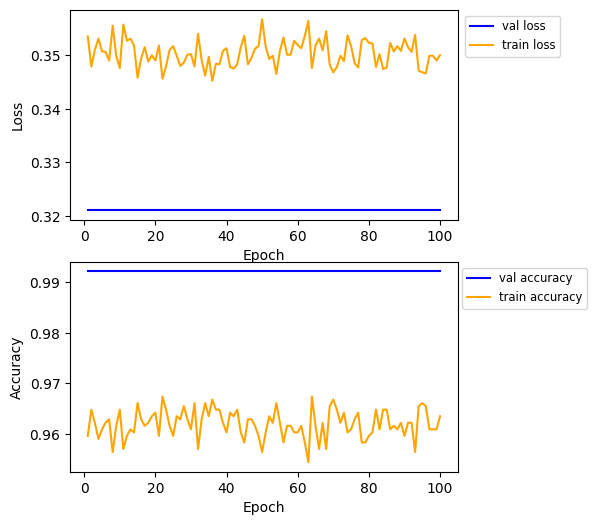 val loss
train loss
0.35
0.34
0.33
0.32
Loss
0
20
40
60
80
100
Epoch
val accuracy
train accuracy
0.99
0.98
0.97
0.96
Accuracy
0
20
40
60
80
100
Epoch